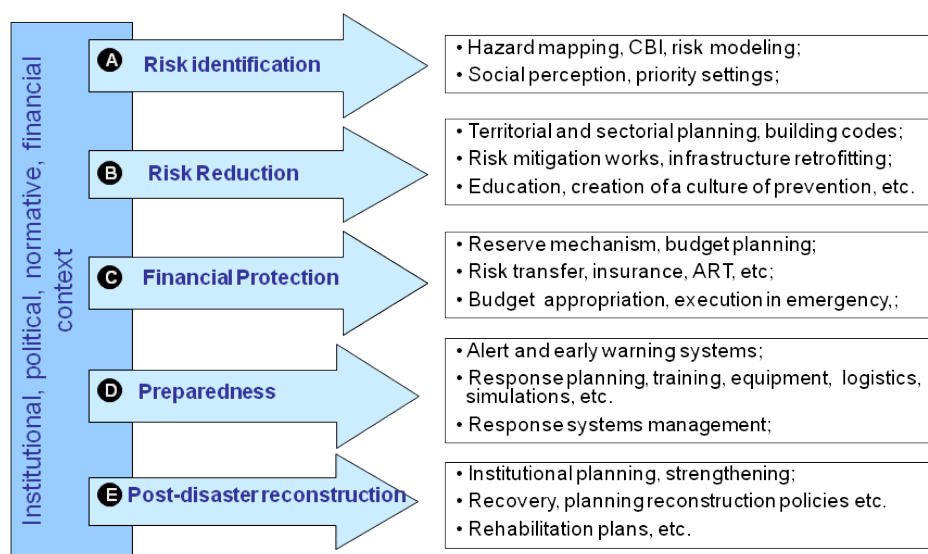 Institutional, political, normative, financial
context
A Risk identification
• Hazard mapping, CBI, risk modeling;
• Social perception, priority settings;
B Risk Reduction
• Territorial and sectorial planning, building codes;
• Risk mitigation works, infrastructure retrofitting;
• Education, creation of a culture of prevention, etc.
C Financial Protection
• Reserve mechanism, budget planning;
• Risk transfer, insurance, ART, etc;
• Budget appropriation, execution in emergency,;
D Preparedness
• Alert and early warning systems;
• Response planning, training, equipment, logistics,
simulations, etc.
• Response systems management;
E Post-disaster reconstruction
• Institutional planning, strengthening;
• Recovery, planning reconstruction policies etc.
• Rehabilitation plans, etc.